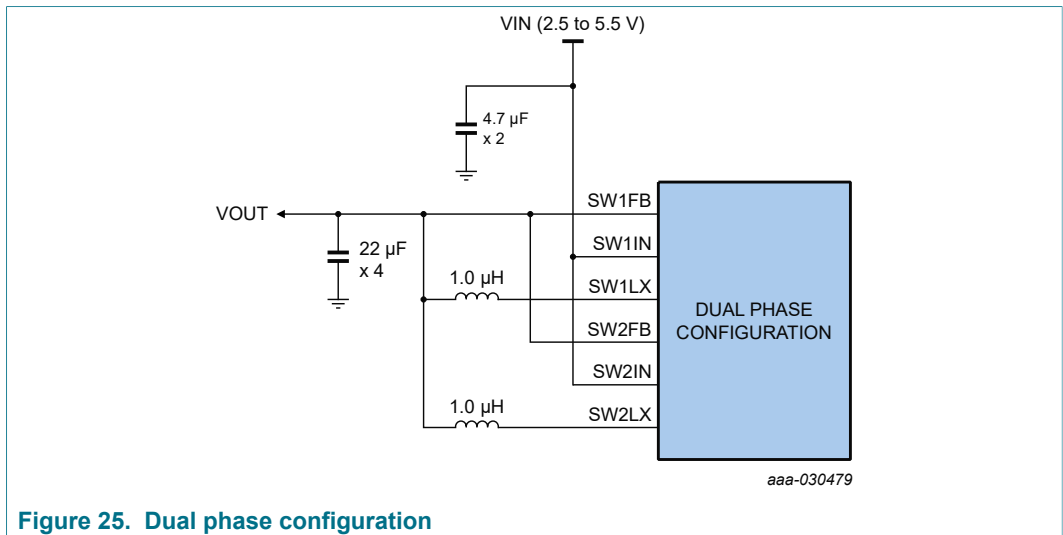 VIN (2.5 to 5.5 V)
4.7 µF
x 2
SW1FB
VOUT
SW1IN
22 µF
x 4
1.0 µH
SW1LX
DUAL PHASE
CONFIGURATION
SW2FB
SW2IN
1.0 µH
SW2LX
aaa-030479
Figure 25. Dual phase configuration